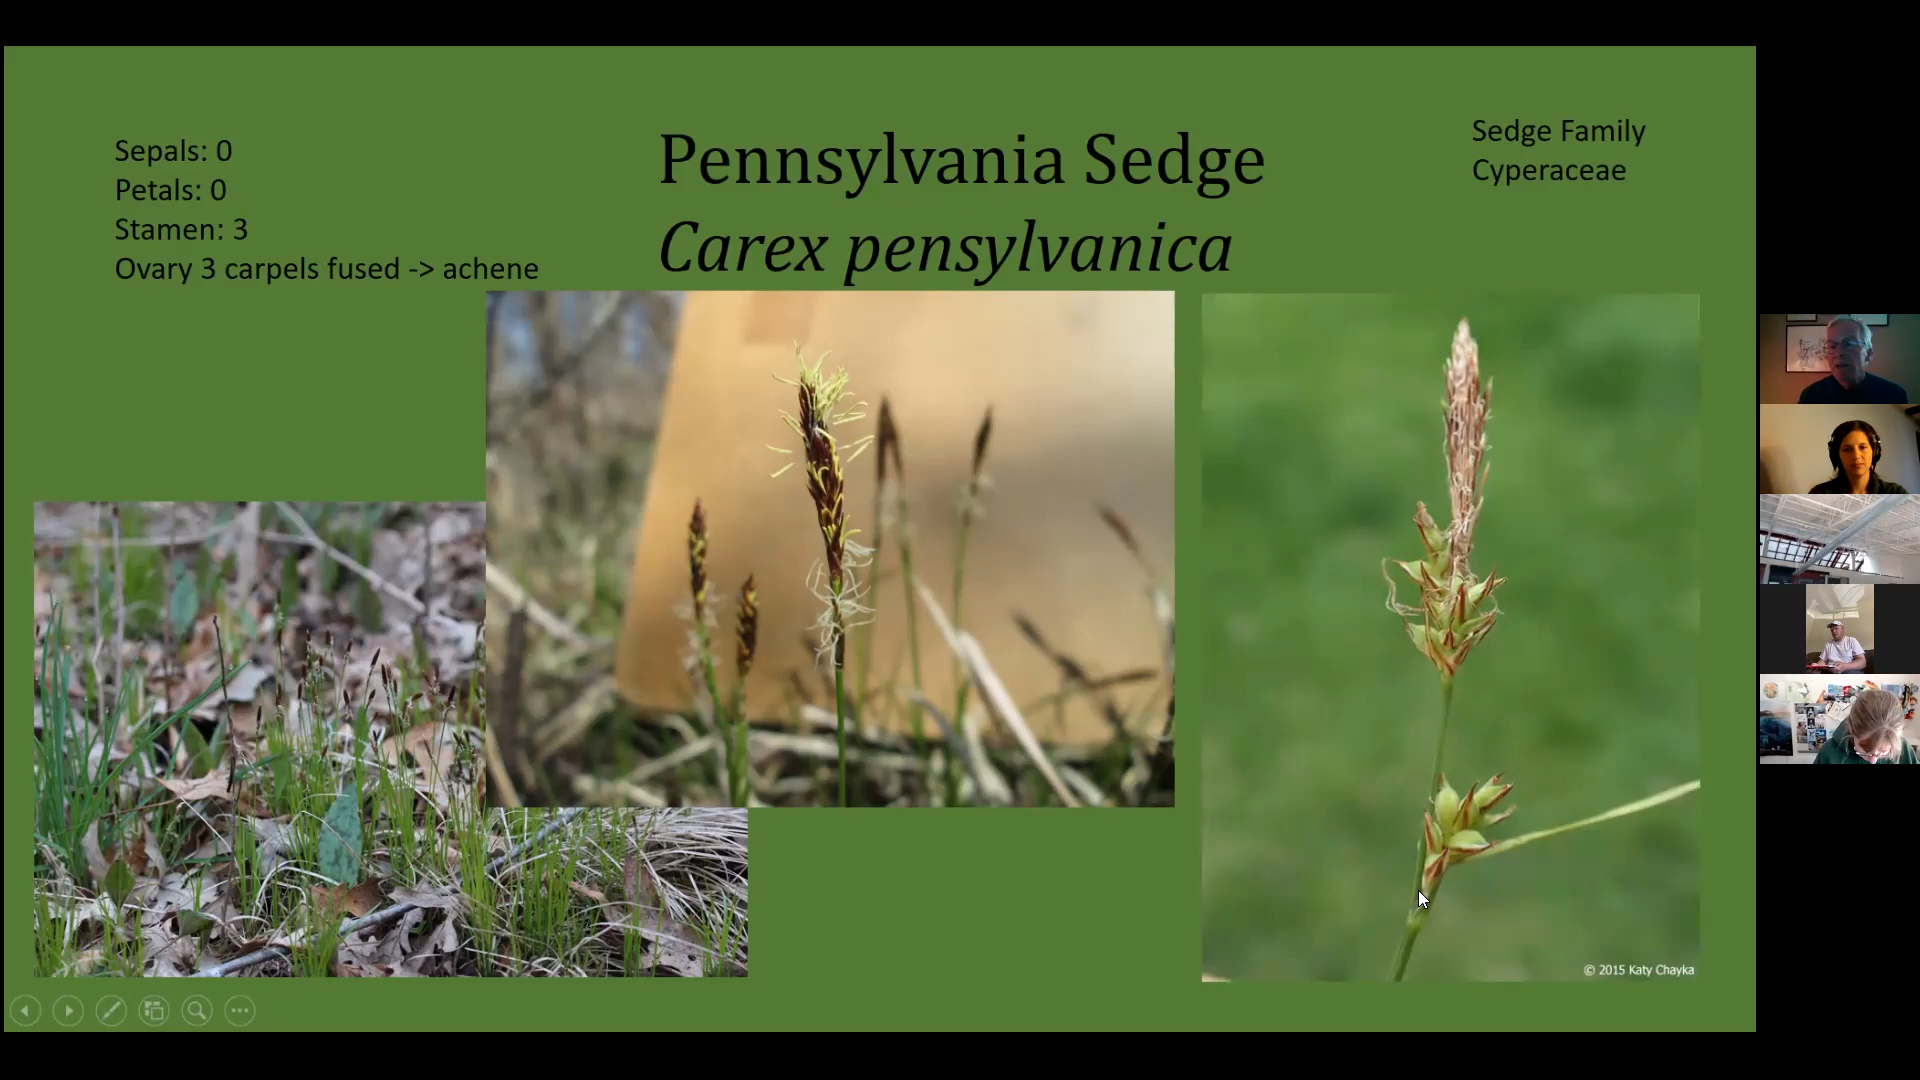 Sepals: 0
Petals: 0
Stamen: 3
Ovary 3 carpels fused -> achene
Pennsylvania Sedge
Carex pensylvanica
Sedge Family
Cyperaceae
© 2015 Katy Chayka